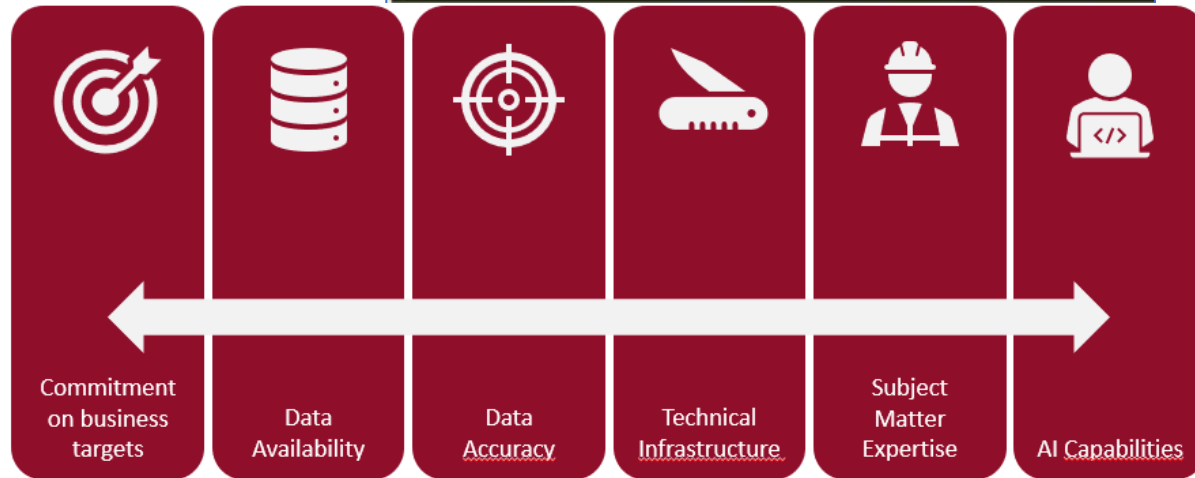 Commitment
on business
targets
Data
Availability
Data
Accuracy
Technical
Infrastructure
Subject
Matter
Expertise
AI Capabilities
</>